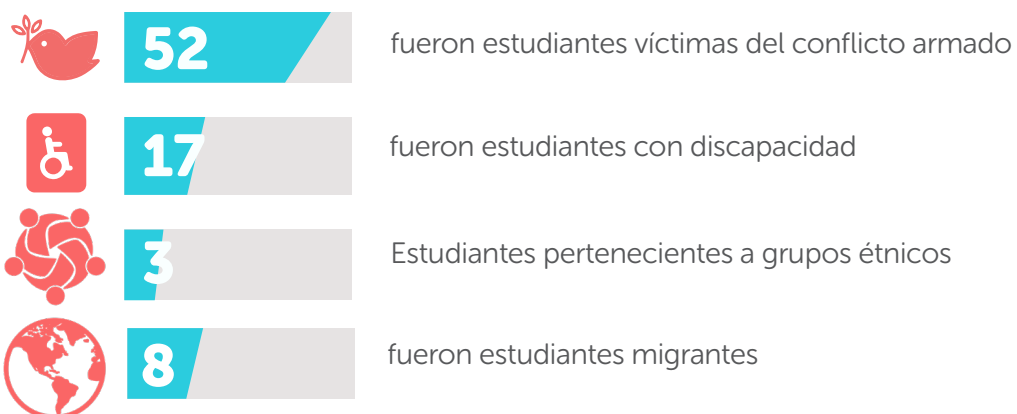 52 fueron estudiantes víctimas del conflicto armado
17 fueron estudiantes con discapacidad
3 Estudiantes pertenecientes a grupos étnicos
8 fueron estudiantes migrantes